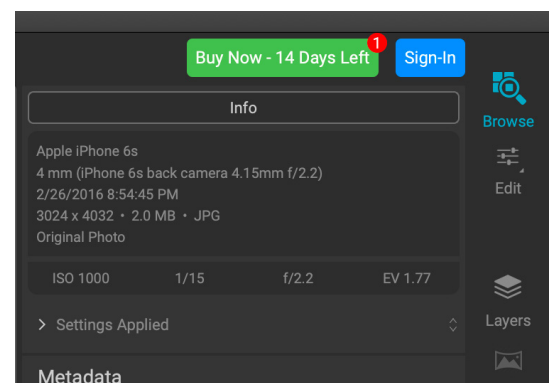 Buy Now - 14 Days Left
1
Sign-In
Info
Browse
Apple iPhone 6s
4 mm (iPhone 6s back camera 4.15mm f/2.2)
2/26/2016 8:54:45 PM
3024 x 4032 • 2.0 MB • JPG
Original Photo
Edit
ISO 1000 1/15 f/2.2 EV 1.77
> Settings Applied
Layers
Metadata